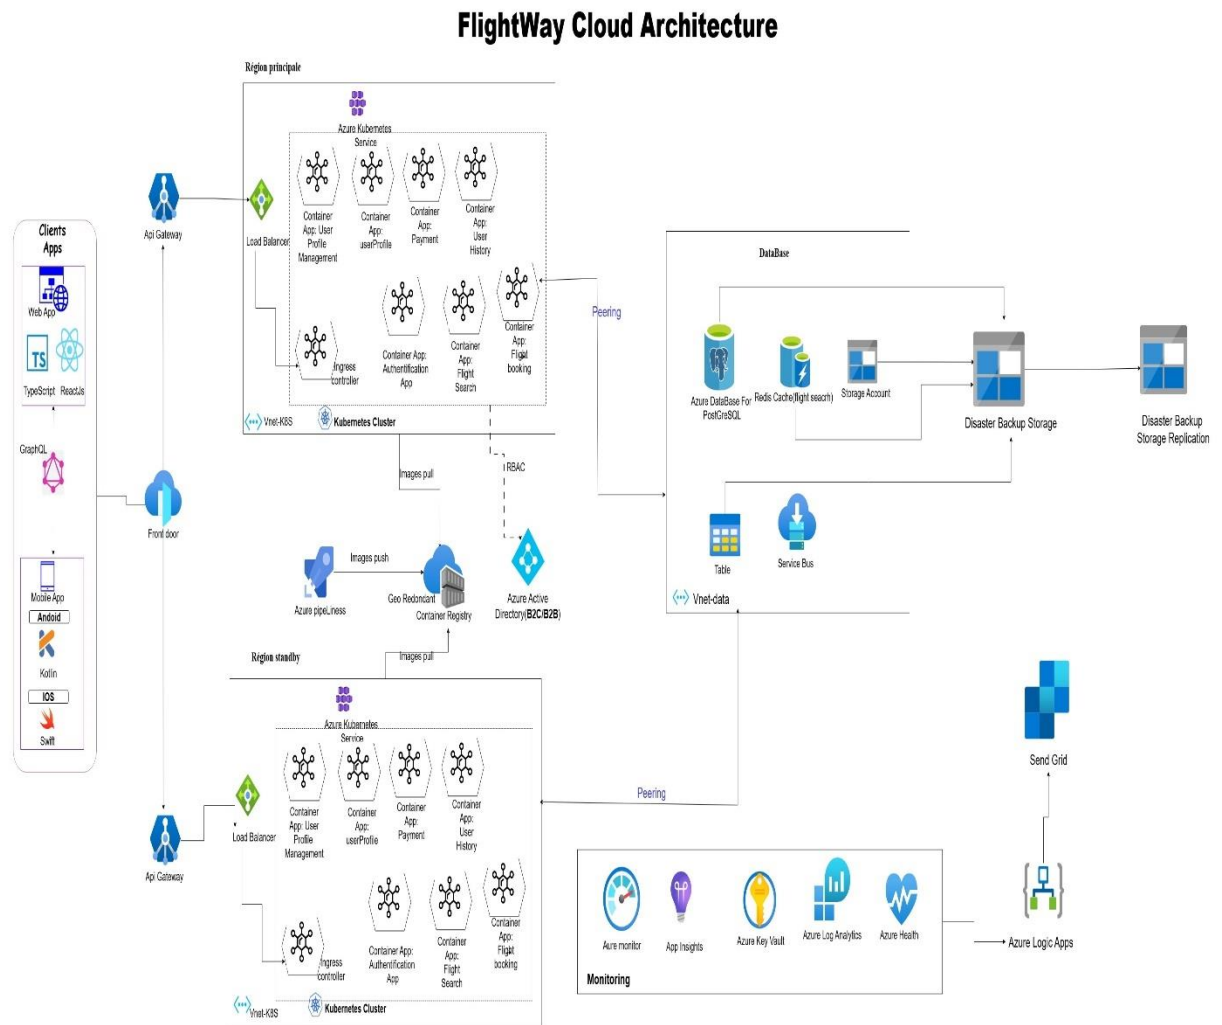 FlightWay Cloud Architecture
Région principale
Azure Kubernetes
Service
Container
App: User
Profile
Management
Container
App:
userProfile
Container
App:
Payment
Container
App:
User
History
Api Gateway
Load Balancer
Ingress
controller
Container App:
Authentification
App
Container
App:
Flight
Search
Container
App:
Flight
booking
Vnet-K8S
Kubernetes Cluster
Clients
Apps
Web App
TS
TypeScript
ReactJs
GraphQL
Front door
Mobile App
Andoid
Kotlin
IOS
Swift
Peering
DataBase
Azure DataBase For
PostGreSQL
Redis Cache(flight seacrh)
Storage Account
Disaster Backup Storage
Disaster Backup
Storage Replication
Table
Service Bus
Vnet-data
Images pull
RBAC
Images push
Azure pipeLiness
Geo Redondant
Container Registry
Azure Active
Directory(B2C/B2B)
Images pull
Région standby
Azure Kubernetes
Service
Container
App: User
Profile
Management
Container
App:
userProfile
Container
App:
Payment
Container
App:
User
History
Api Gateway
Load Balancer
Ingress
controller
Container App:
Authentification
App
Container
App:
Flight
Search
Container
App:
Flight
booking
Vnet-K8S
Kubernetes Cluster
Peering
Send Grid
Aure monitor
App Insights
Azure Key Vault
Azure Log Analytics
Azure Health
Monitoring
Azure Logic Apps